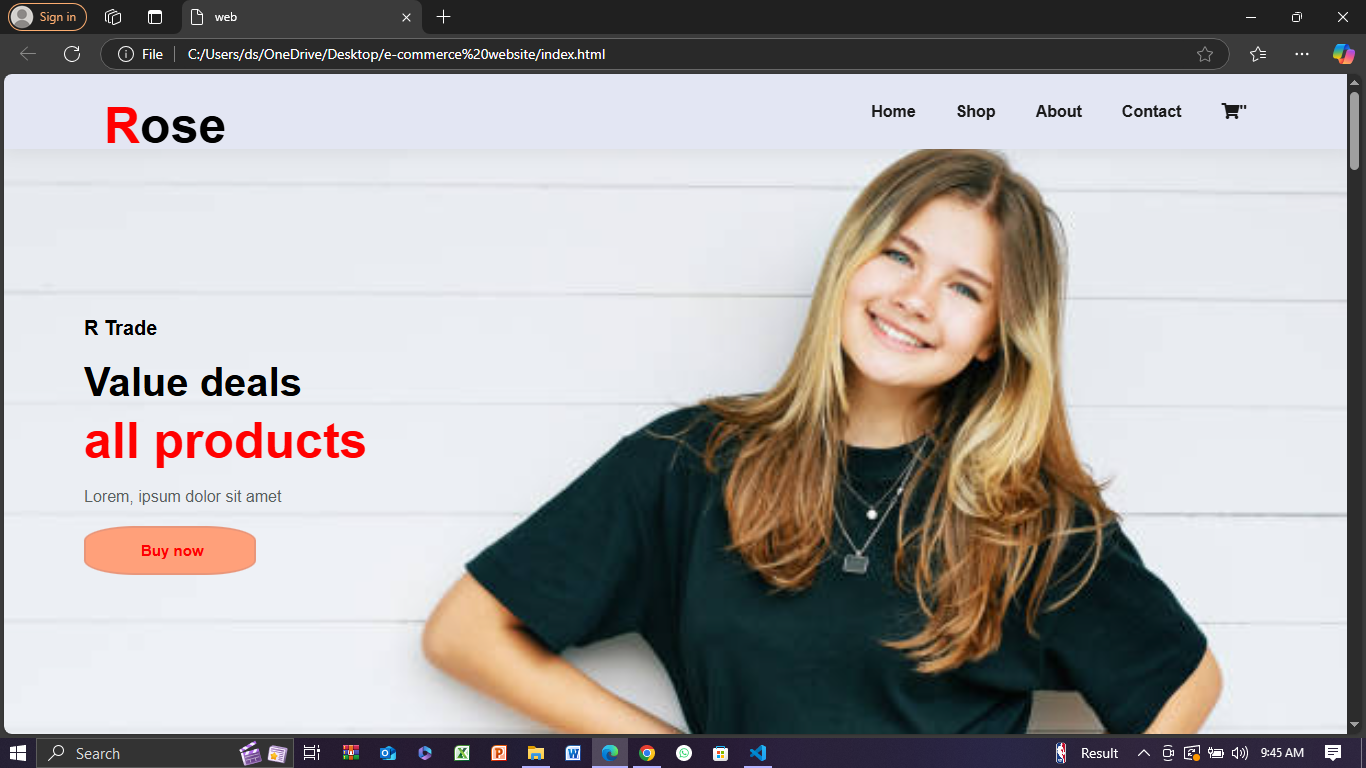 Sign in
web
File
C:/Users/ds/OneDrive/Desktop/e-commerce%20website/index.html
Rose
Home Shop About Contact "
R Trade
Value deals
all products
Lorem, ipsum dolor sit amet
Buy now
Search
Result
9:45 AM